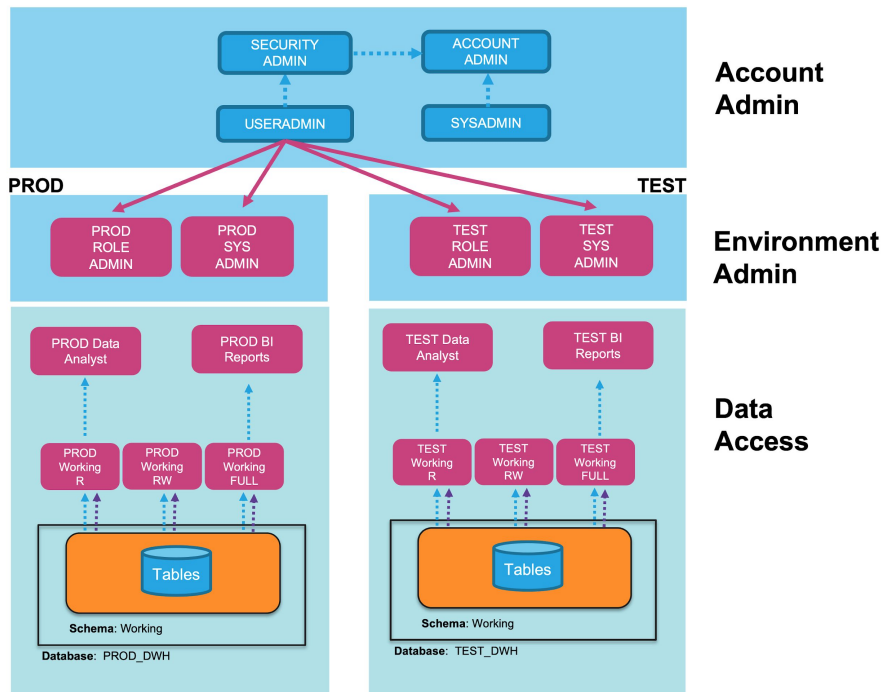 SECURITY
ADMIN
ACCOUNT
ADMIN
USERADMIN
SYSADMIN
Account
Admin
PROD
TEST
PROD
ROLE
ADMIN
PROD
SYS
ADMIN
TEST
ROLE
ADMIN
TEST
SYS
ADMIN
Environment
Admin
PROD Data
Analyst
PROD BI
Reports
TEST Data
Analyst
TEST BI
Reports
Data
Access
PROD
Working
R
PROD
Working
RW
PROD
Working
FULL
TEST
Working
R
TEST
Working
RW
TEST
Working
FULL
Tables
Schema: Working
Database: PROD_DWH
Tables
Schema: Working
Database: TEST_DWH